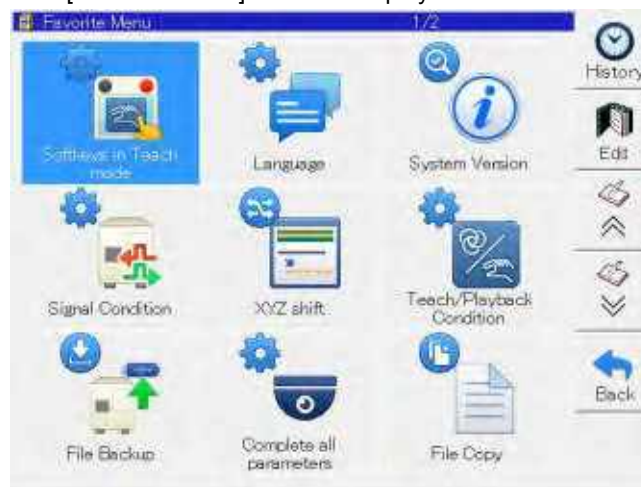 Favorite Menu 1/2
History
Softkeys in Teach
mode
Language
System Version
Edit
Signal Condition
XYZ shift
Teach/Playback
Condition
Back
File Backup
Complete all
parameters
File Copy